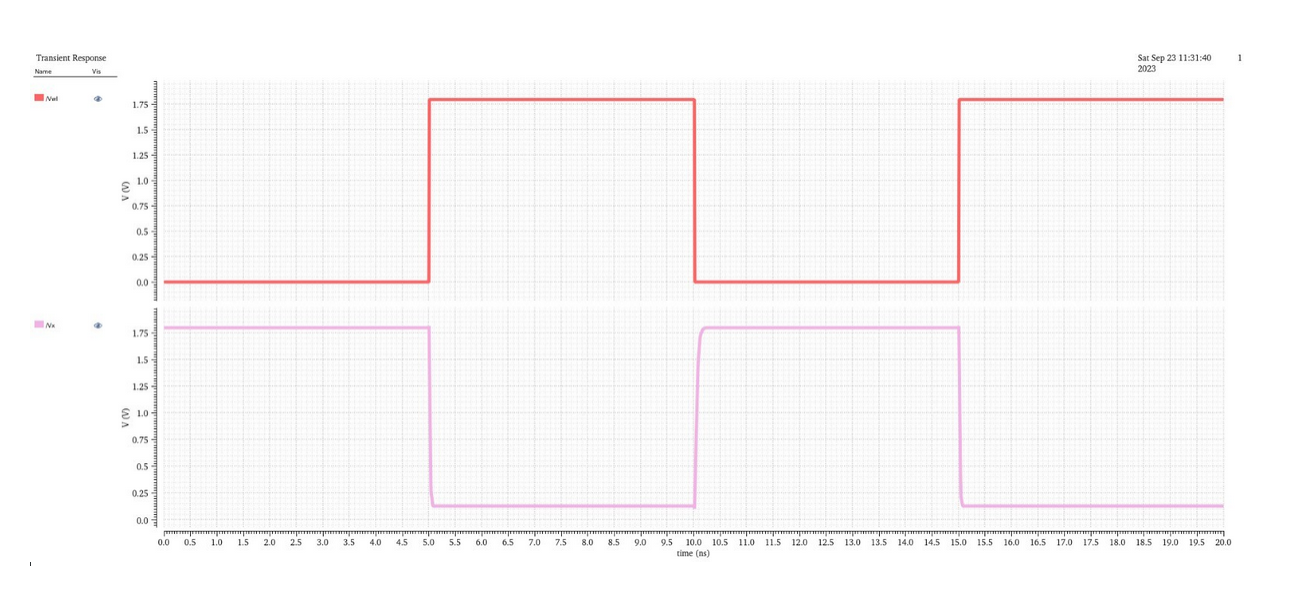 Transient Response
Sat Sep 23 11:31:40 1
2023
Name Vis
/Vwl
1.75
1.5
1.25
1.0
0.75
0.5
0.25
0.0
V (V)
/Vx
1.75
1.5
1.25
1.0
0.75
0.5
0.25
0.0
V (V)
0.0 0.5 1.0 1.5 2.0 2.5 3.0 3.5 4.0 4.5 5.0 5.5 6.0 6.5 7.0 7.5 8.0 8.5 9.0 9.5 10.0 10.5 11.0 11.5 12.0 12.5 13.0 13.5 14.0 14.5 15.0 15.5 16.0 16.5 17.0 17.5 18.0 18.5 19.0 19.5 20.0
time (ns)